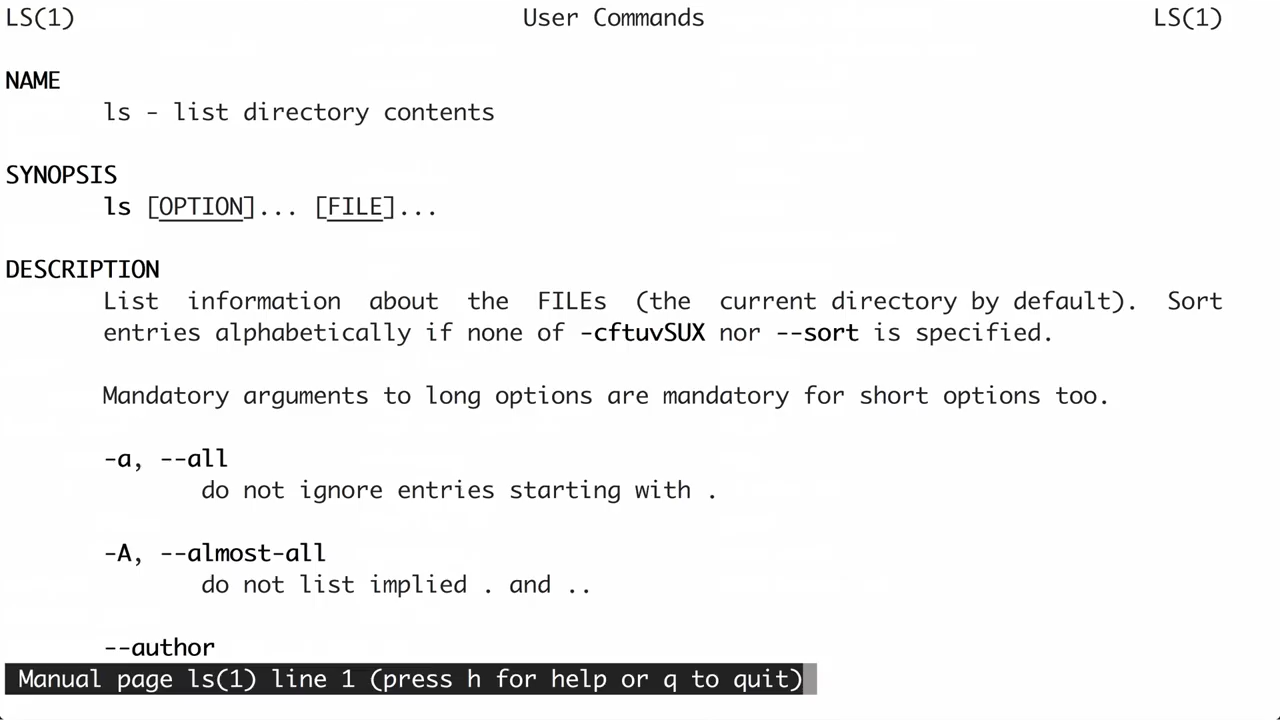 LS(1) User Commands LS(1)
NAME
ls - list directory contents
SYNOPSIS
ls [OPTION]... [FILE]...
DESCRIPTION
List information about the FILEs (the current directory by default). Sort
entries alphabetically if none of -cftuvSUX nor --sort is specified.
Mandatory arguments to long options are mandatory for short options too.
-a, --all
do not ignore entries starting with .
-A, --almost-all
do not list implied . and ..
--author
Manual page ls(1) line 1 (press h for help or q to quit)